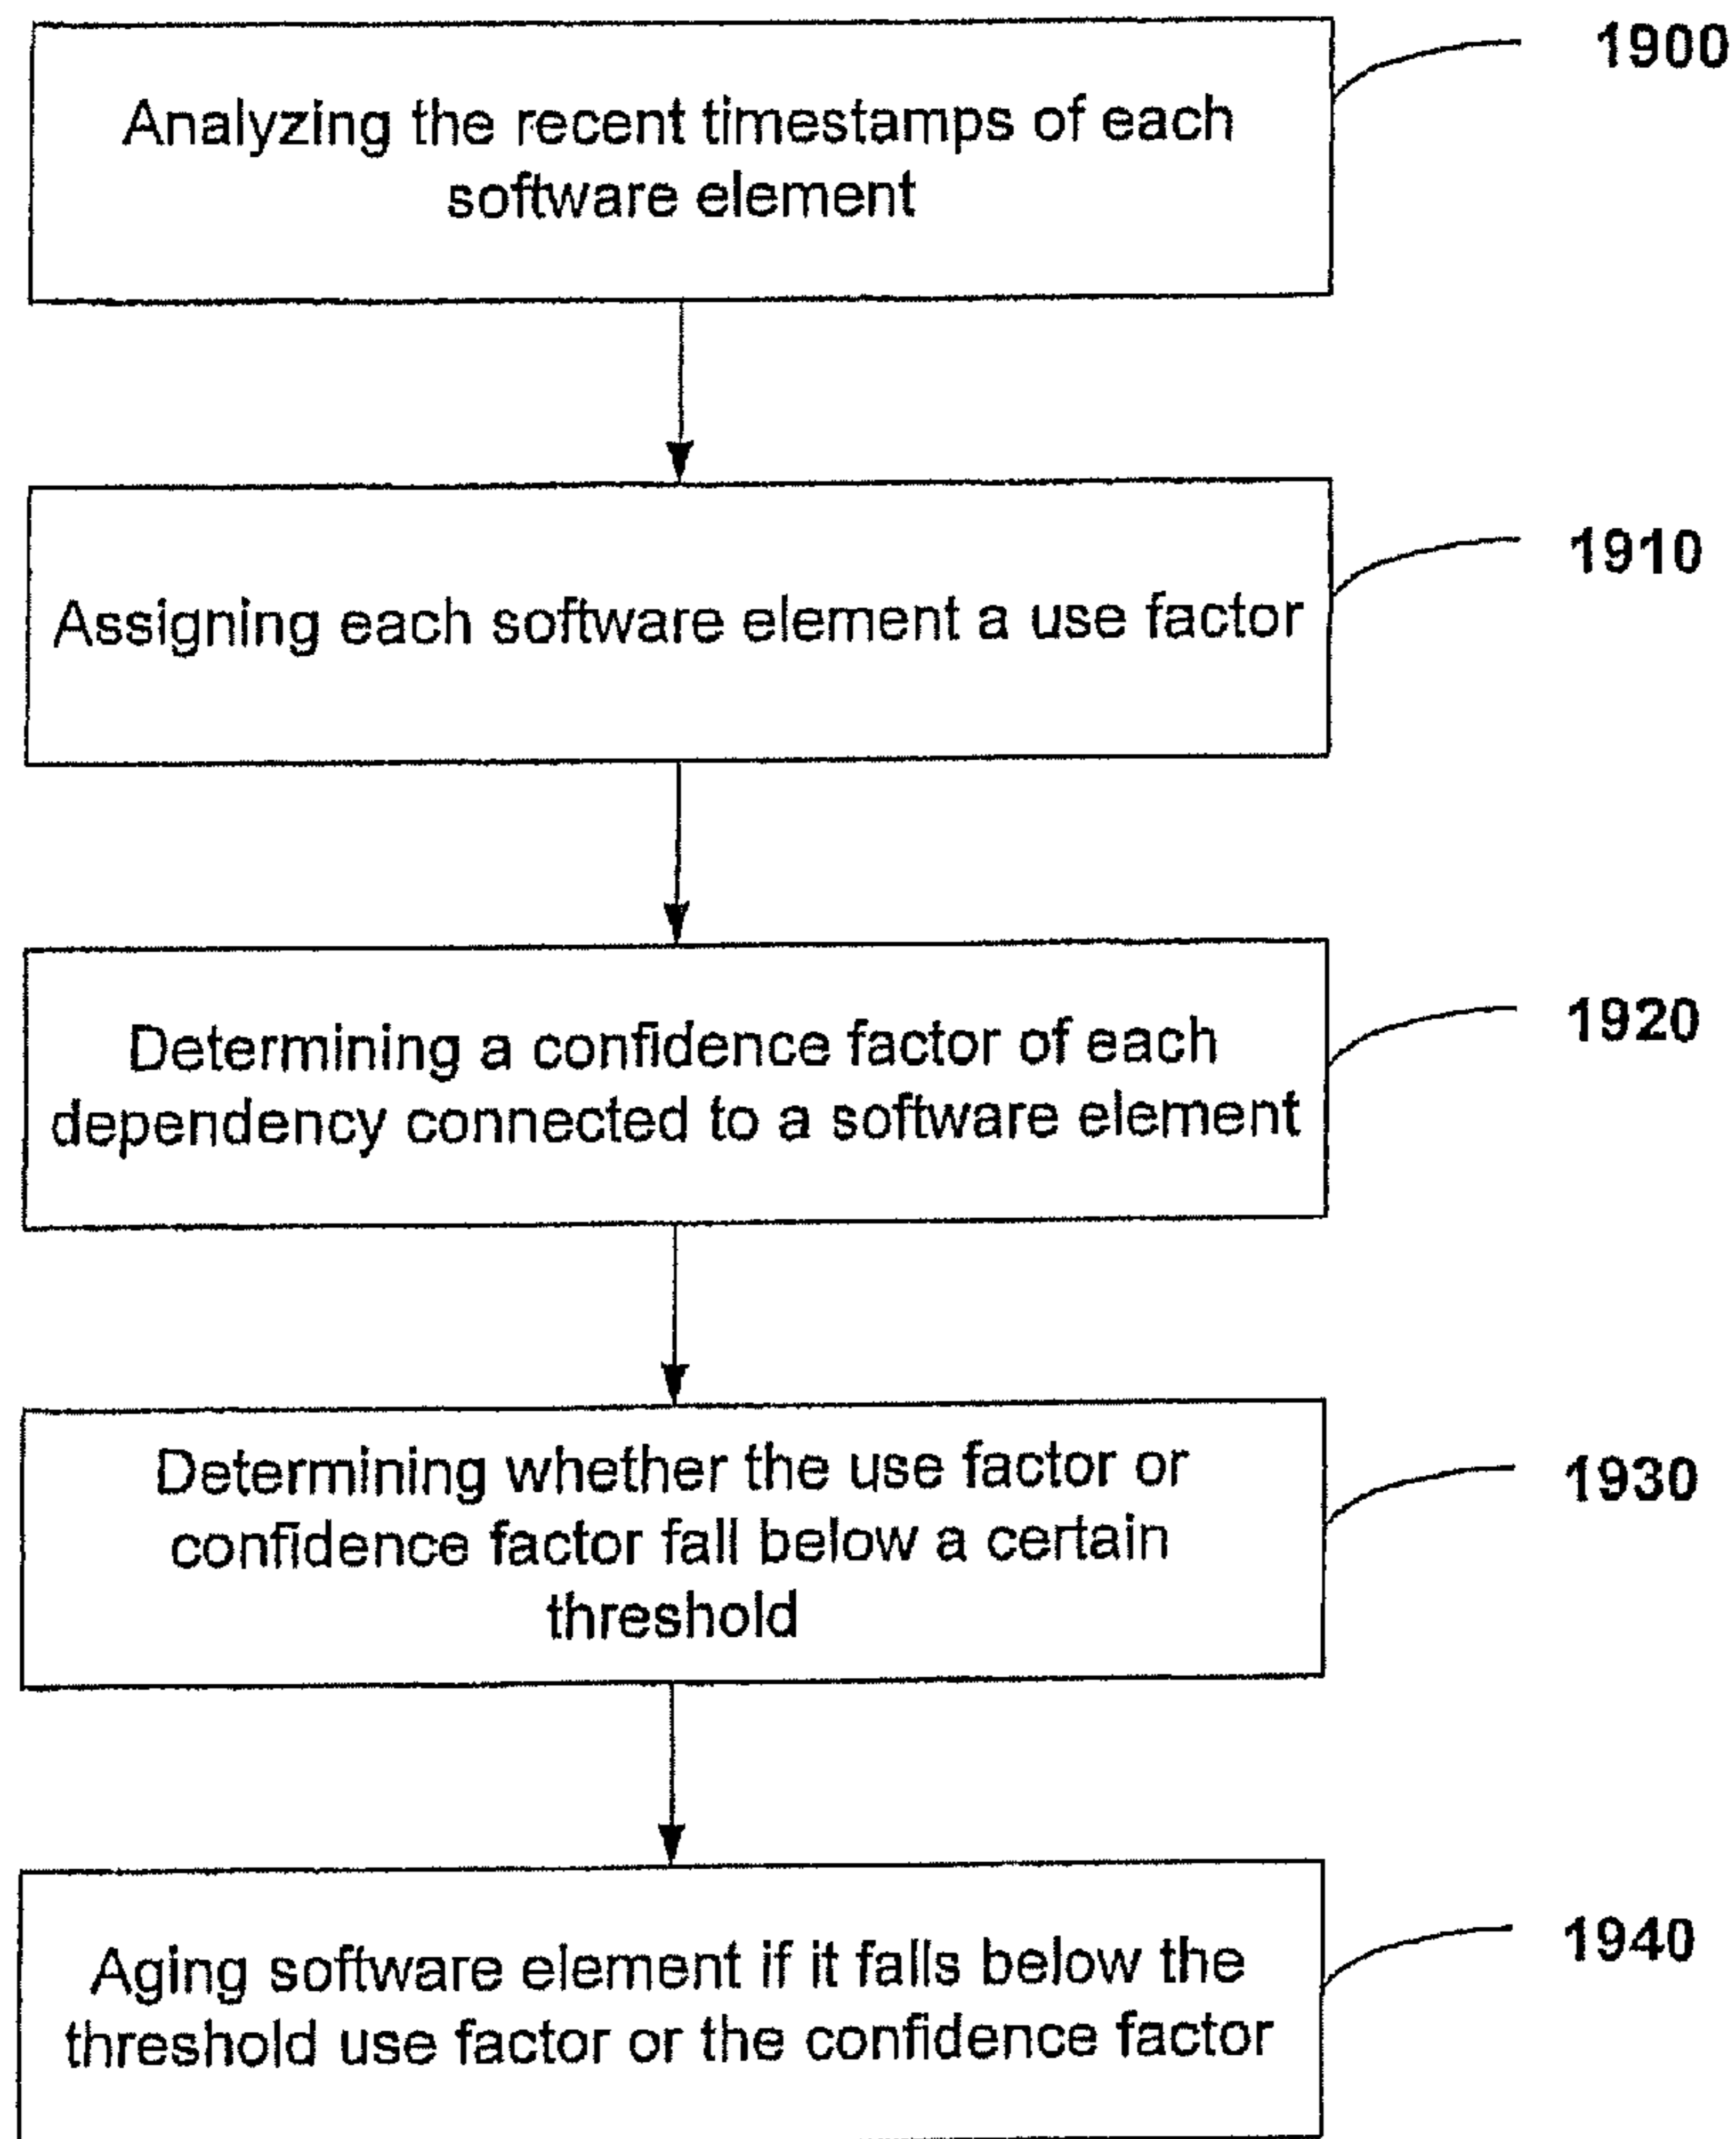 1900
Analyzing the recent timestamps of each
software element
1910
Assigning each software element a use factor
1920
Determining a confidence factor of each
dependency connected to a software element
1930
Determining whether the use factor or
confidence factor fall below a certain
threshold
1940
Aging software element if it falls below the
threshold use factor or the confidence factor